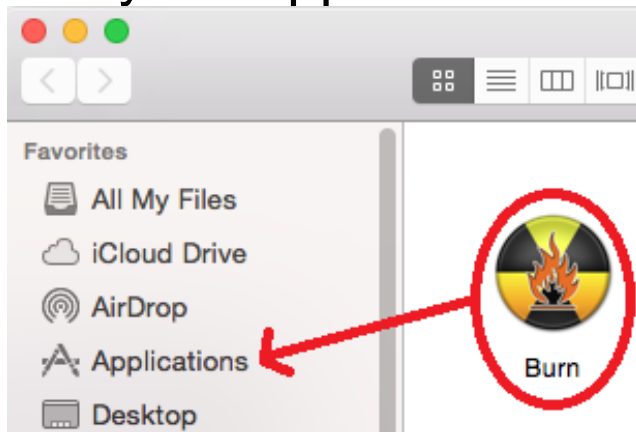 Favorites
All My Files
iCloud Drive
AirDrop
Applications
Desktop
Burn